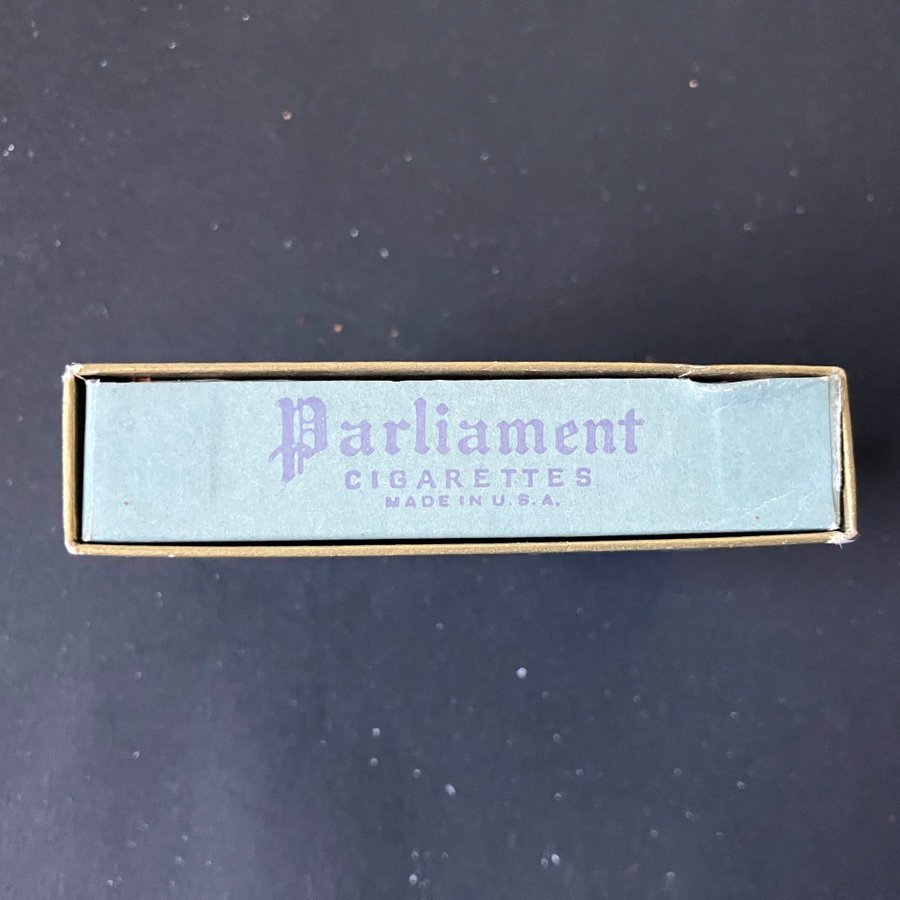 Parliament
CIGARETTES
MADE IN U.S.A.